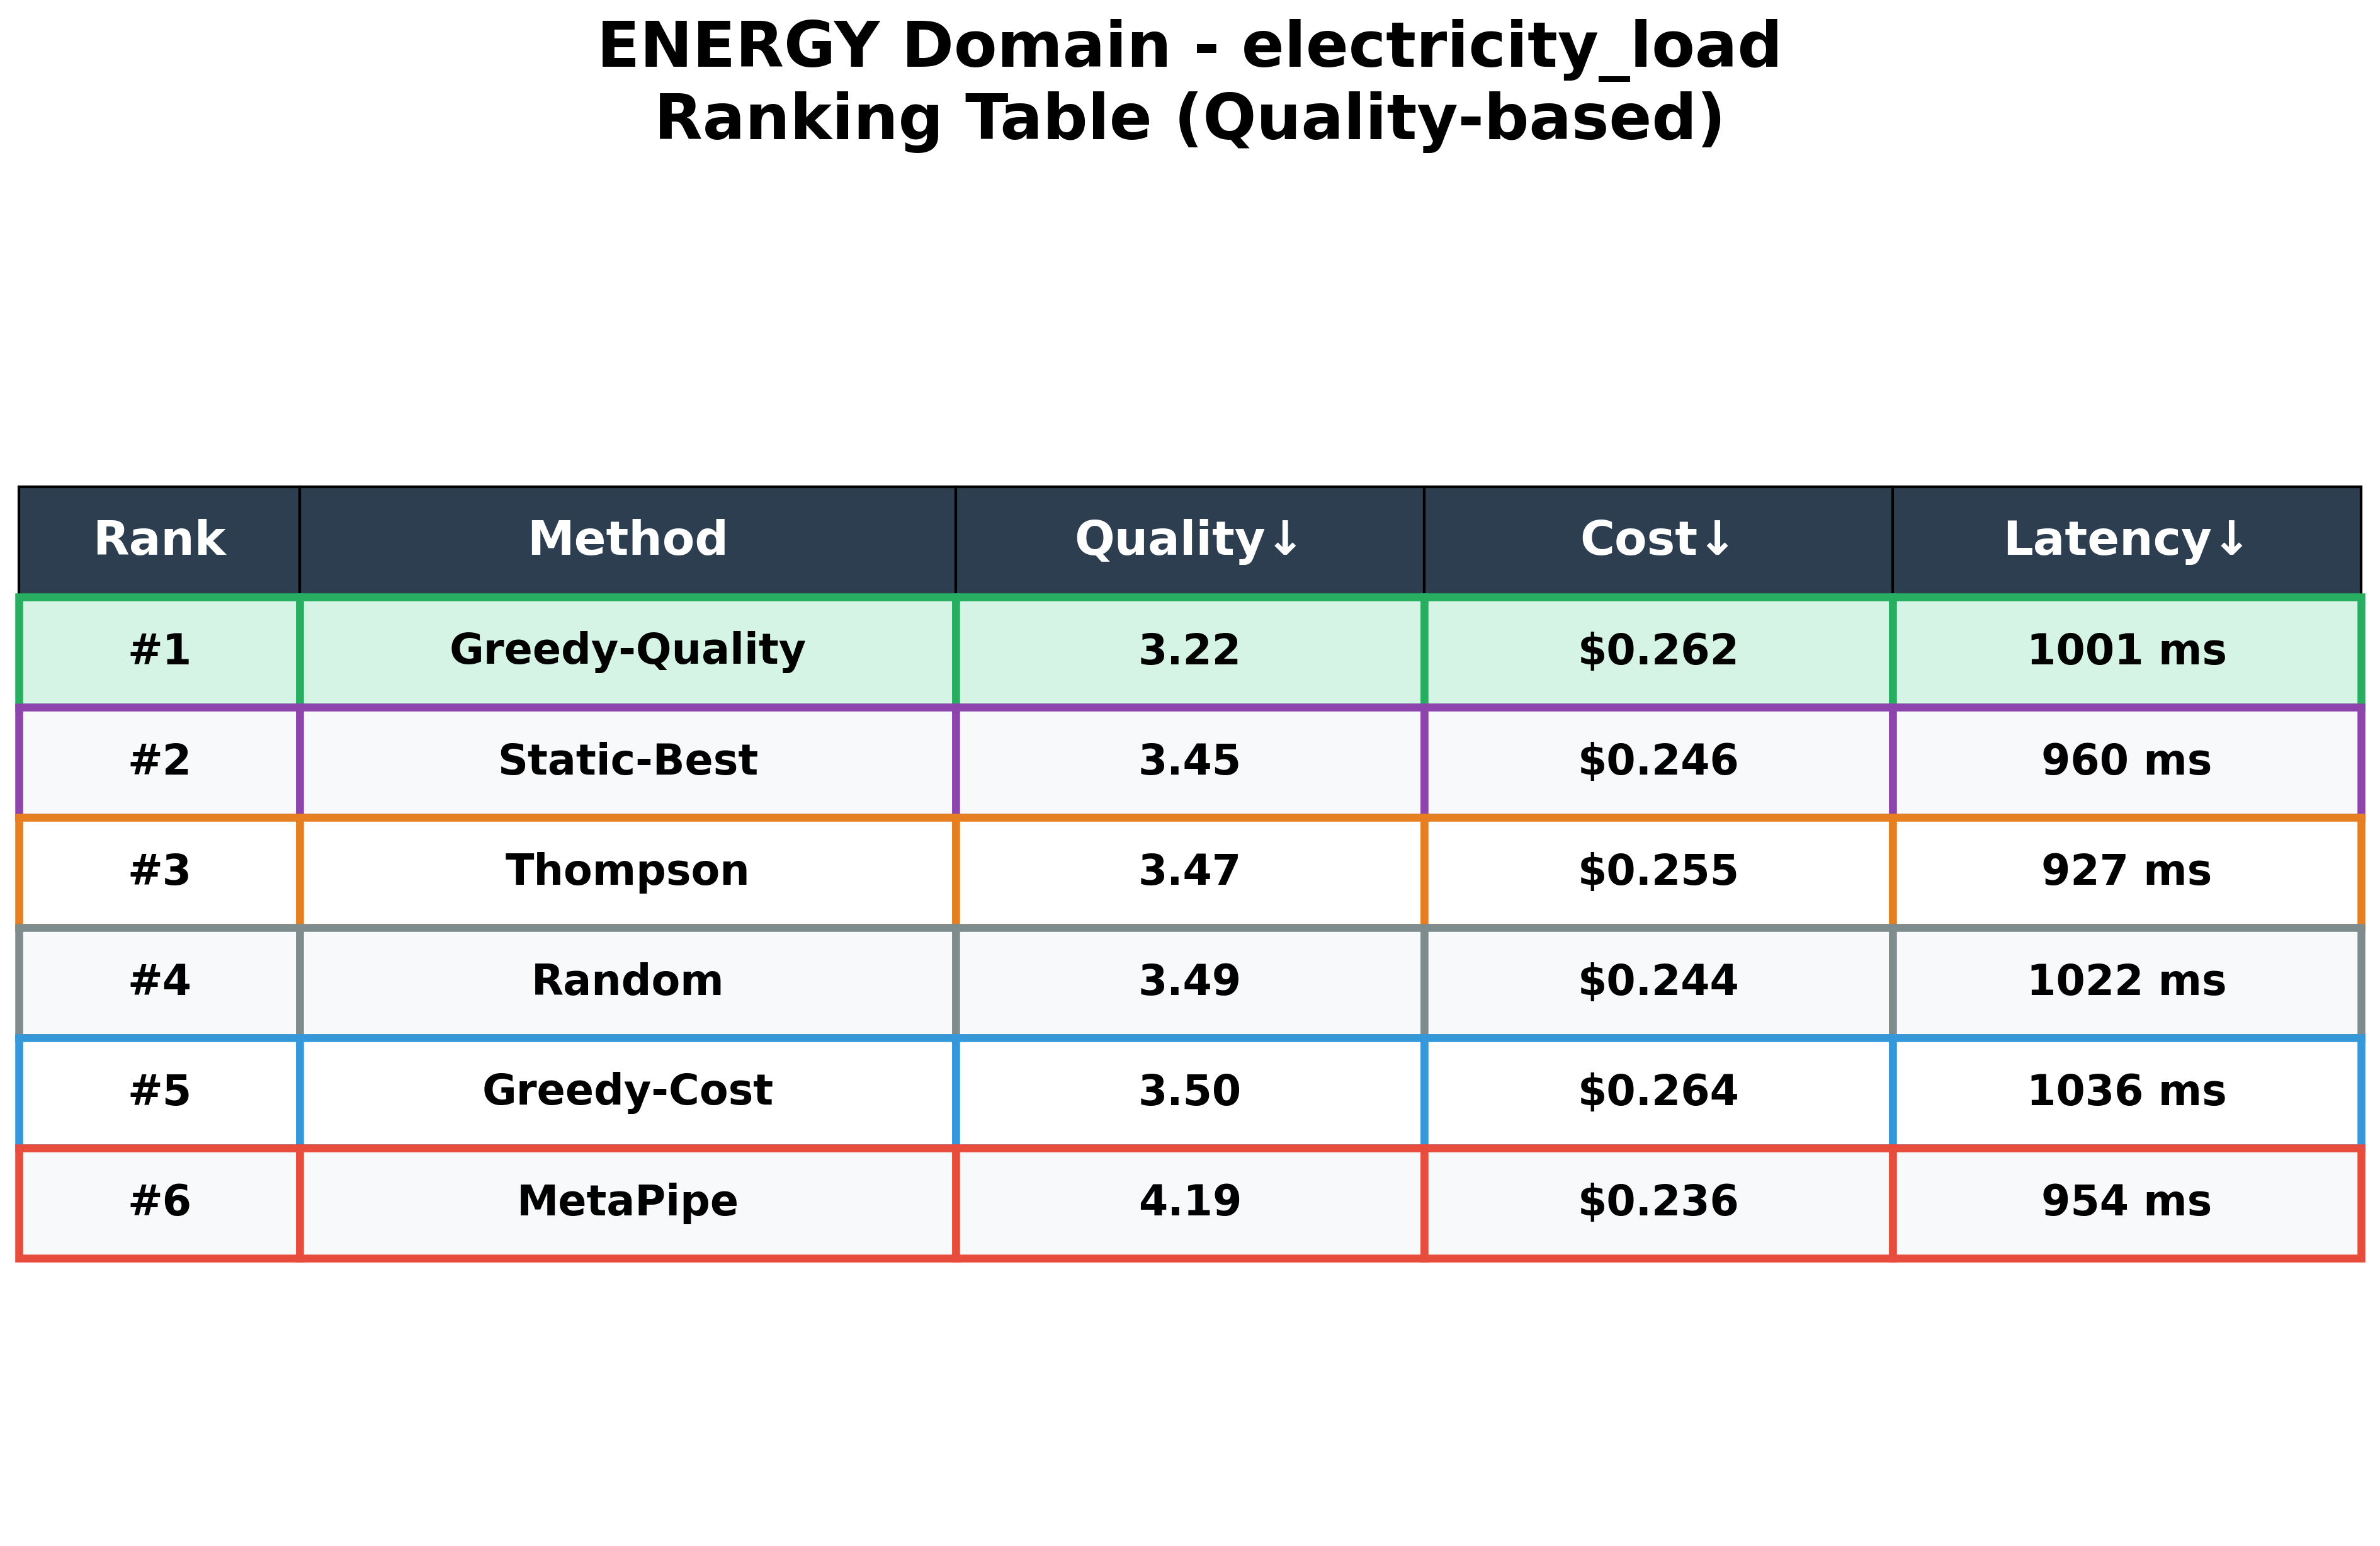 ENERGY Domain - electricity_load
Ranking Table (Quality-based)
Rank Method Quality↓ Cost↓ Latency↓
#1 Greedy-Quality 3.22 $0.262 1001 ms
#2 Static-Best 3.45 $0.246 960 ms
#3 Thompson 3.47 $0.255 927 ms
#4 Random 3.49 $0.244 1022 ms
#5 Greedy-Cost 3.50 $0.264 1036 ms
#6 MetaPipe 4.19 $0.236 954 ms